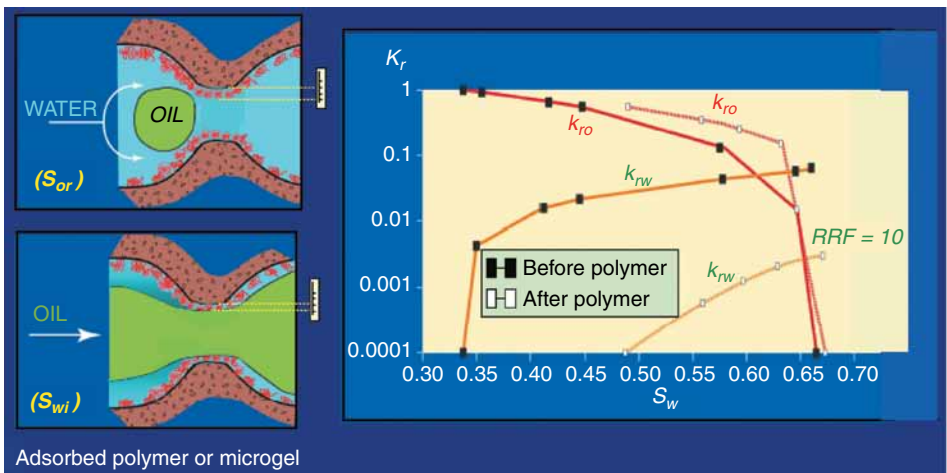 WATER
OIL
(Sor)
OIL
(Swi)
Adsorbed polymer or microgel
Kr
1
0.1
0.01
0.001
0.0001
kro
kro
krw
RRF = 10
krw
Before polymer
After polymer
0.30 0.35 0.40 0.45 0.50 0.55 0.60 0.65 0.70
Sw